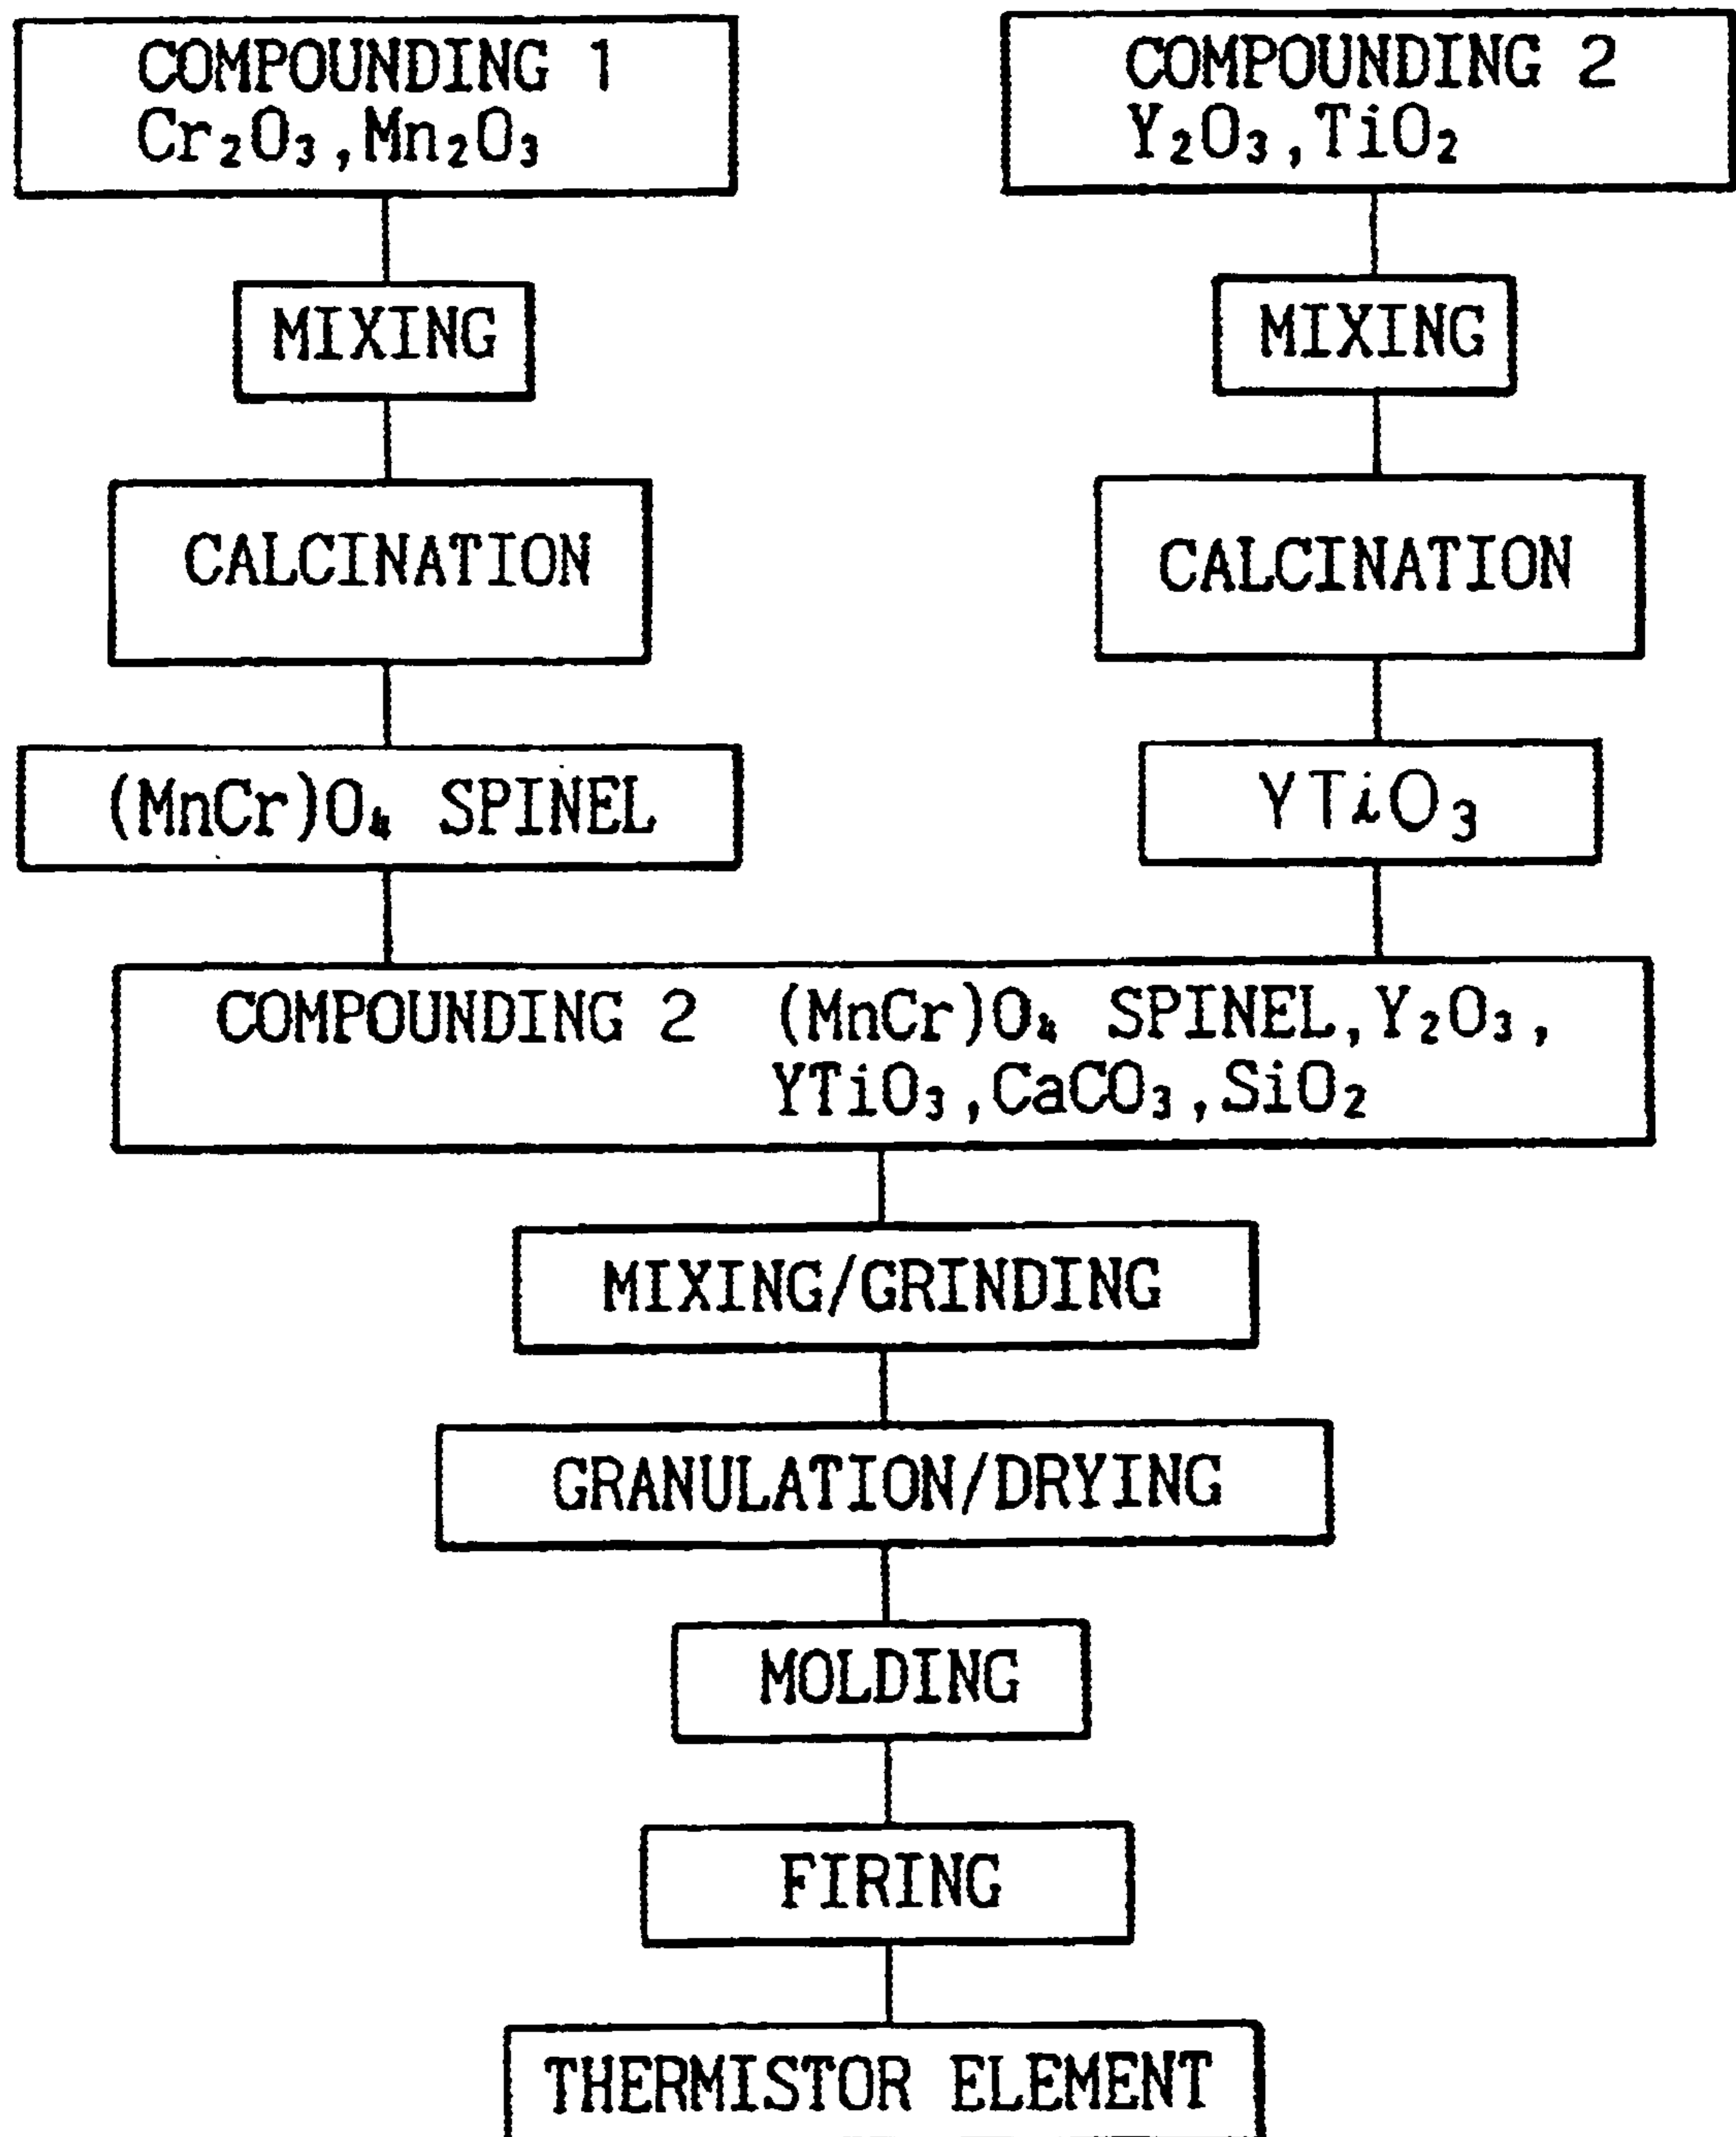 COMPOUNDING 1
Cr₂O₃,Mn₂O₃
MIXING
CALCINATION
(MnCr)O₄ SPINEL
COMPOUNDING 2
Y₂O₃,TiO₂
MIXING
CALCINATION
YTiO₃
COMPOUNDING 2 (MnCr)O₄ SPINEL,Y₂O₃,
YTiO₃,CaCO₃,SiO₂
MIXING/GRINDING
GRANULATION/DRYING
MOLDING
FIRING
THERMISTOR ELEMENT